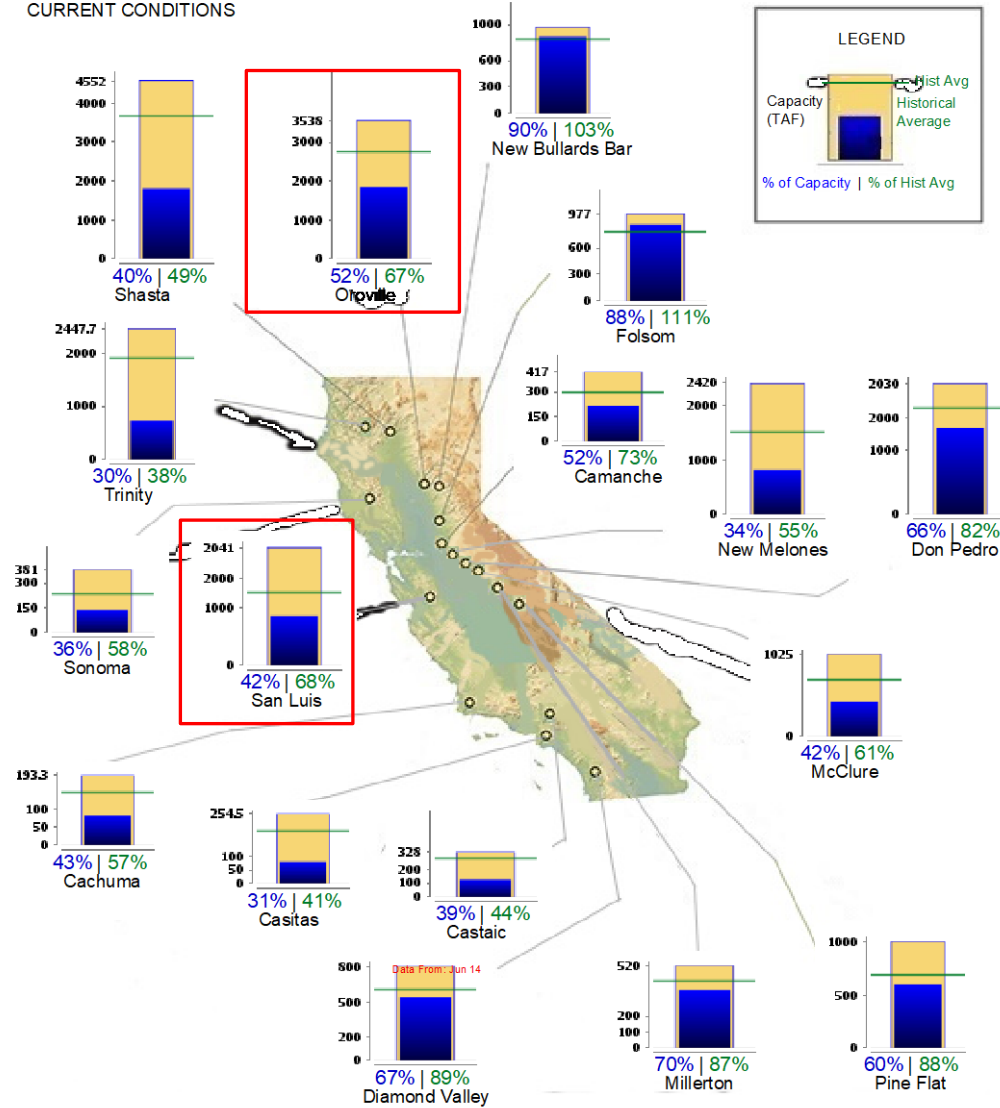 CURRENT CONDITIONS
1000
600
300
0
90% | 103%
New Bullards Bar
LEGEND
Hist Avg
Capacity
(TAF)
Historical
Average
% of Capacity | % of Hist Avg
4552
4000
3000
2000
1000
0
40% | 49%
Shasta
3538
3000
2000
1000
0
52% | 67%
Oroville
977
600
300
0
88% | 111%
Folsom
2447.7
2000
1000
0
30% | 38%
Trinity
417
300
150
0
52% | 73%
Camanche
2420
2000
1000
0
34% | 55%
New Melones
2030
2000
1000
0
66% | 82%
Don Pedro
381
300
150
0
36% | 58%
Sonoma
2041
2000
1000
0
42% | 68%
San Luis
1025
0
42% | 61%
McClure
193.3
100
50
0
43% | 57%
Cachuma
254.5
100
50
0
31% | 41%
Casitas
328
200
100
0
39% | 44%
Castaic
800
Data From: Jun 14
500
200
0
67% | 89%
Diamond Valley
520
200
100
0
70% | 87%
Millerton
1000
500
0
60% | 88%
Pine Flat